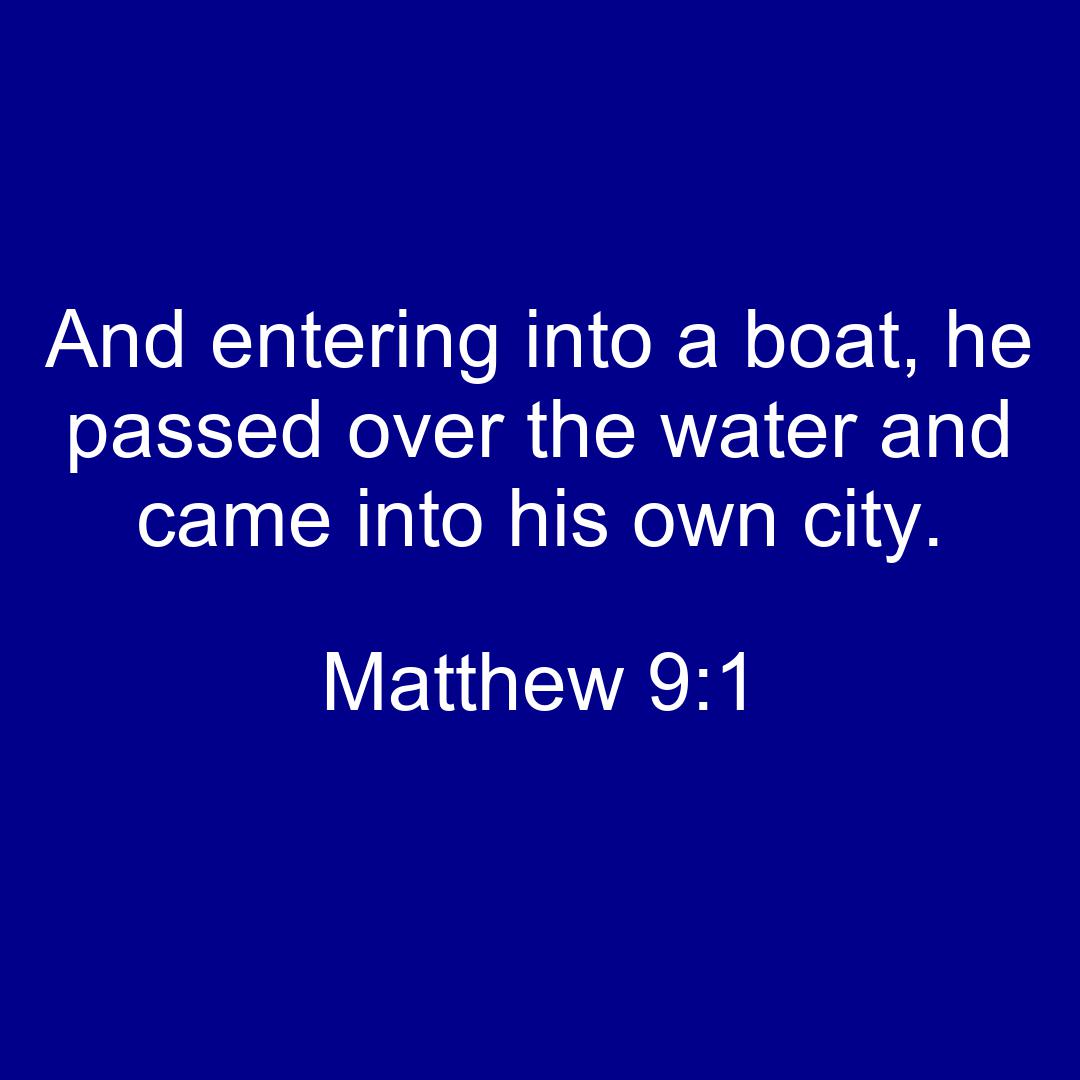 And entering into a boat, he
passed over the water and
came into his own city.
Matthew 9:1